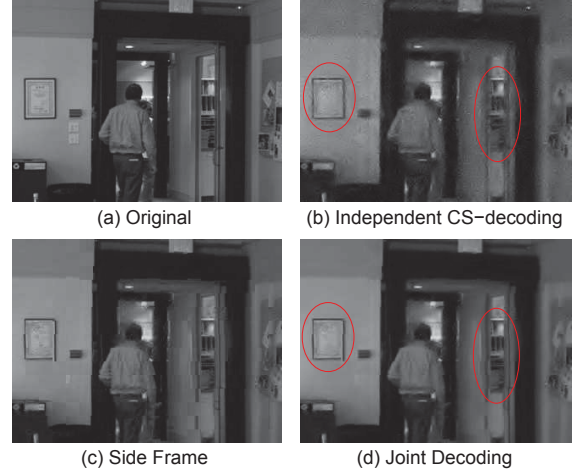 (a) Original
(b) Independent CS−decoding
(c) Side Frame
(d) Joint Decoding